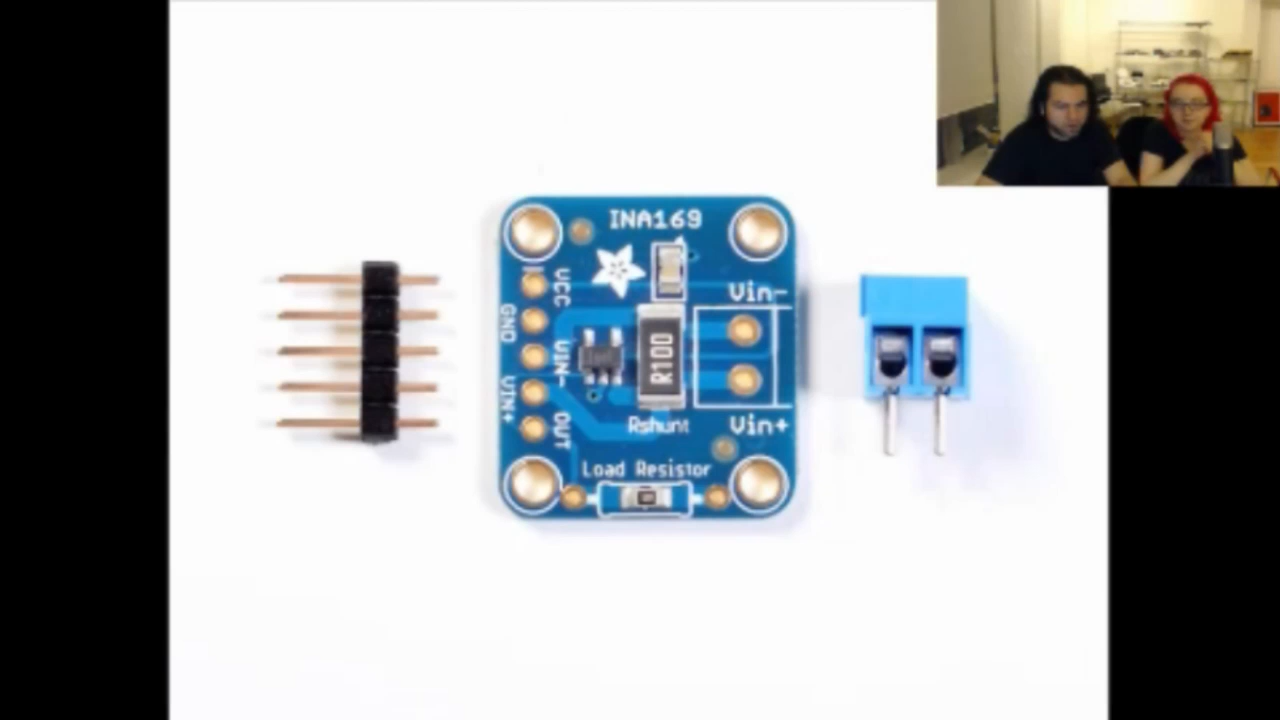 INA169
VCC
Vin-
GND
R100
VIN-
VIN+
OUT
Rshunt
Vin+
Load Resistor